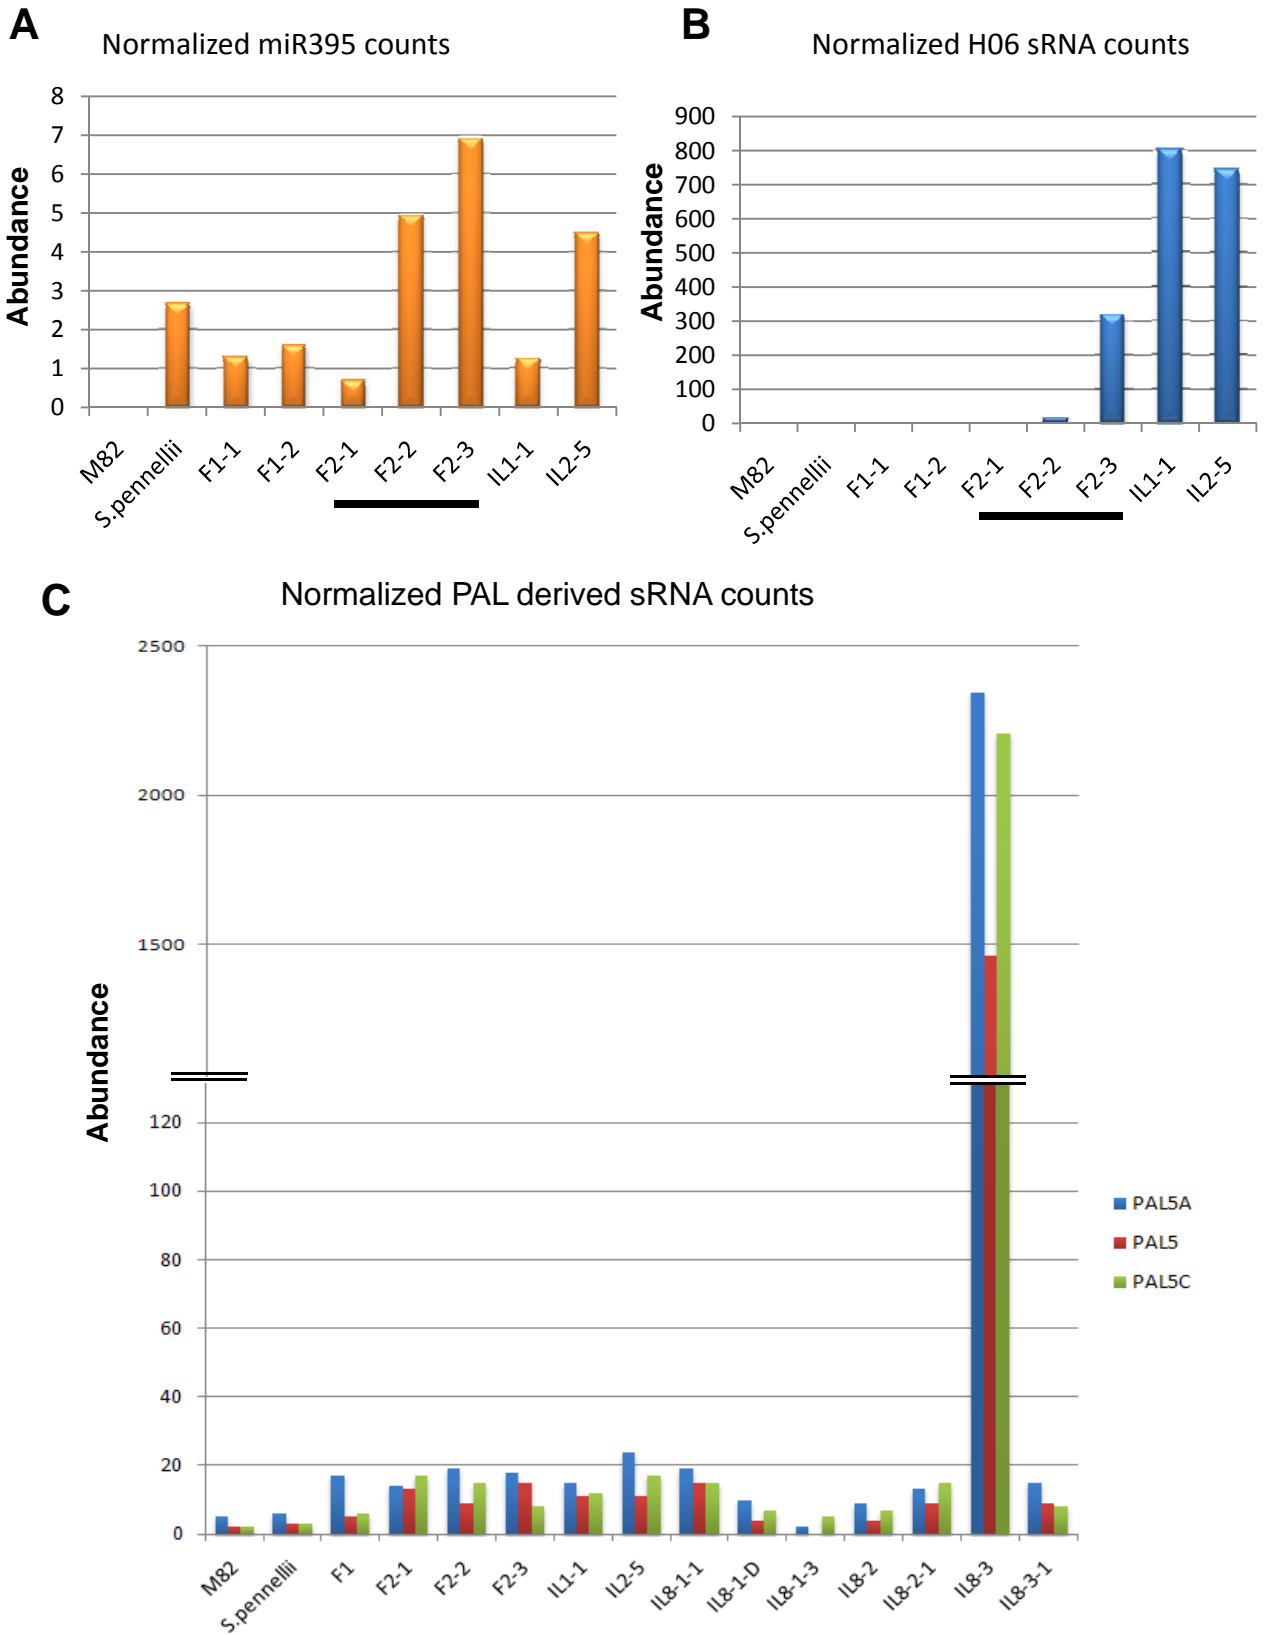 A
Normalized miR395 counts
Abundance
8
7
6
5
4
3
2
1
0
M82
S.pennellii
F1-1
F1-2
F2-1
F2-2
F2-3
IL1-1
IL2-5
B
Normalized H06 sRNA counts
Abundance
900
800
700
600
500
400
300
200
100
0
M82
S.pennellii
F1-1
F1-2
F2-1
F2-2
F2-3
IL1-1
IL2-5
C
Normalized PAL derived sRNA counts
Abundance
2500
2000
1500
120
100
80
60
40
20
0
M82
S.pennellii
F1
F2-1
F2-2
F2-3
IL1-1
IL2-5
IL8-1-1
IL8-1-D
IL8-1-3
IL8-2
IL8-2-1
IL8-3
IL8-3-1
PAL5A
PAL5
PAL5C